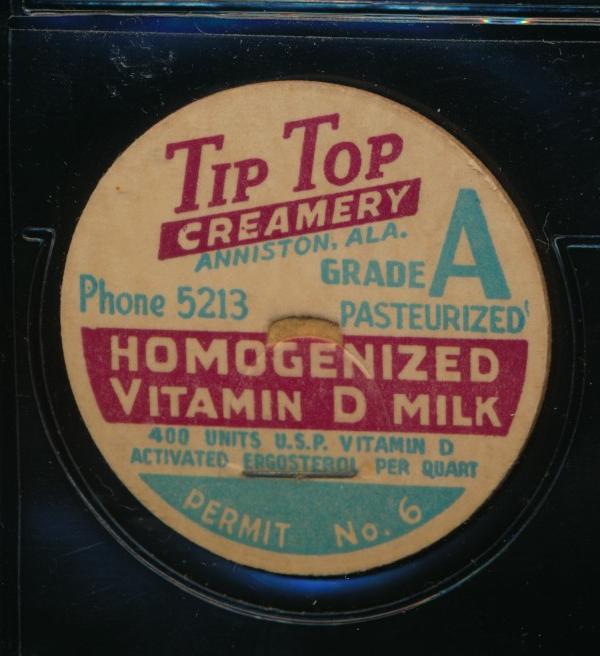 TIP TOP
CREAMERY
ANNISTON, ALA.
GRADE A
Phone 5213
PASTEURIZED
HOMOGENIZED
VITAMIN D MILK
400 UNITS U.S.P. VITAMIN D
ACTIVATED ERGOSTEROL PER QUART
PERMIT No. 6